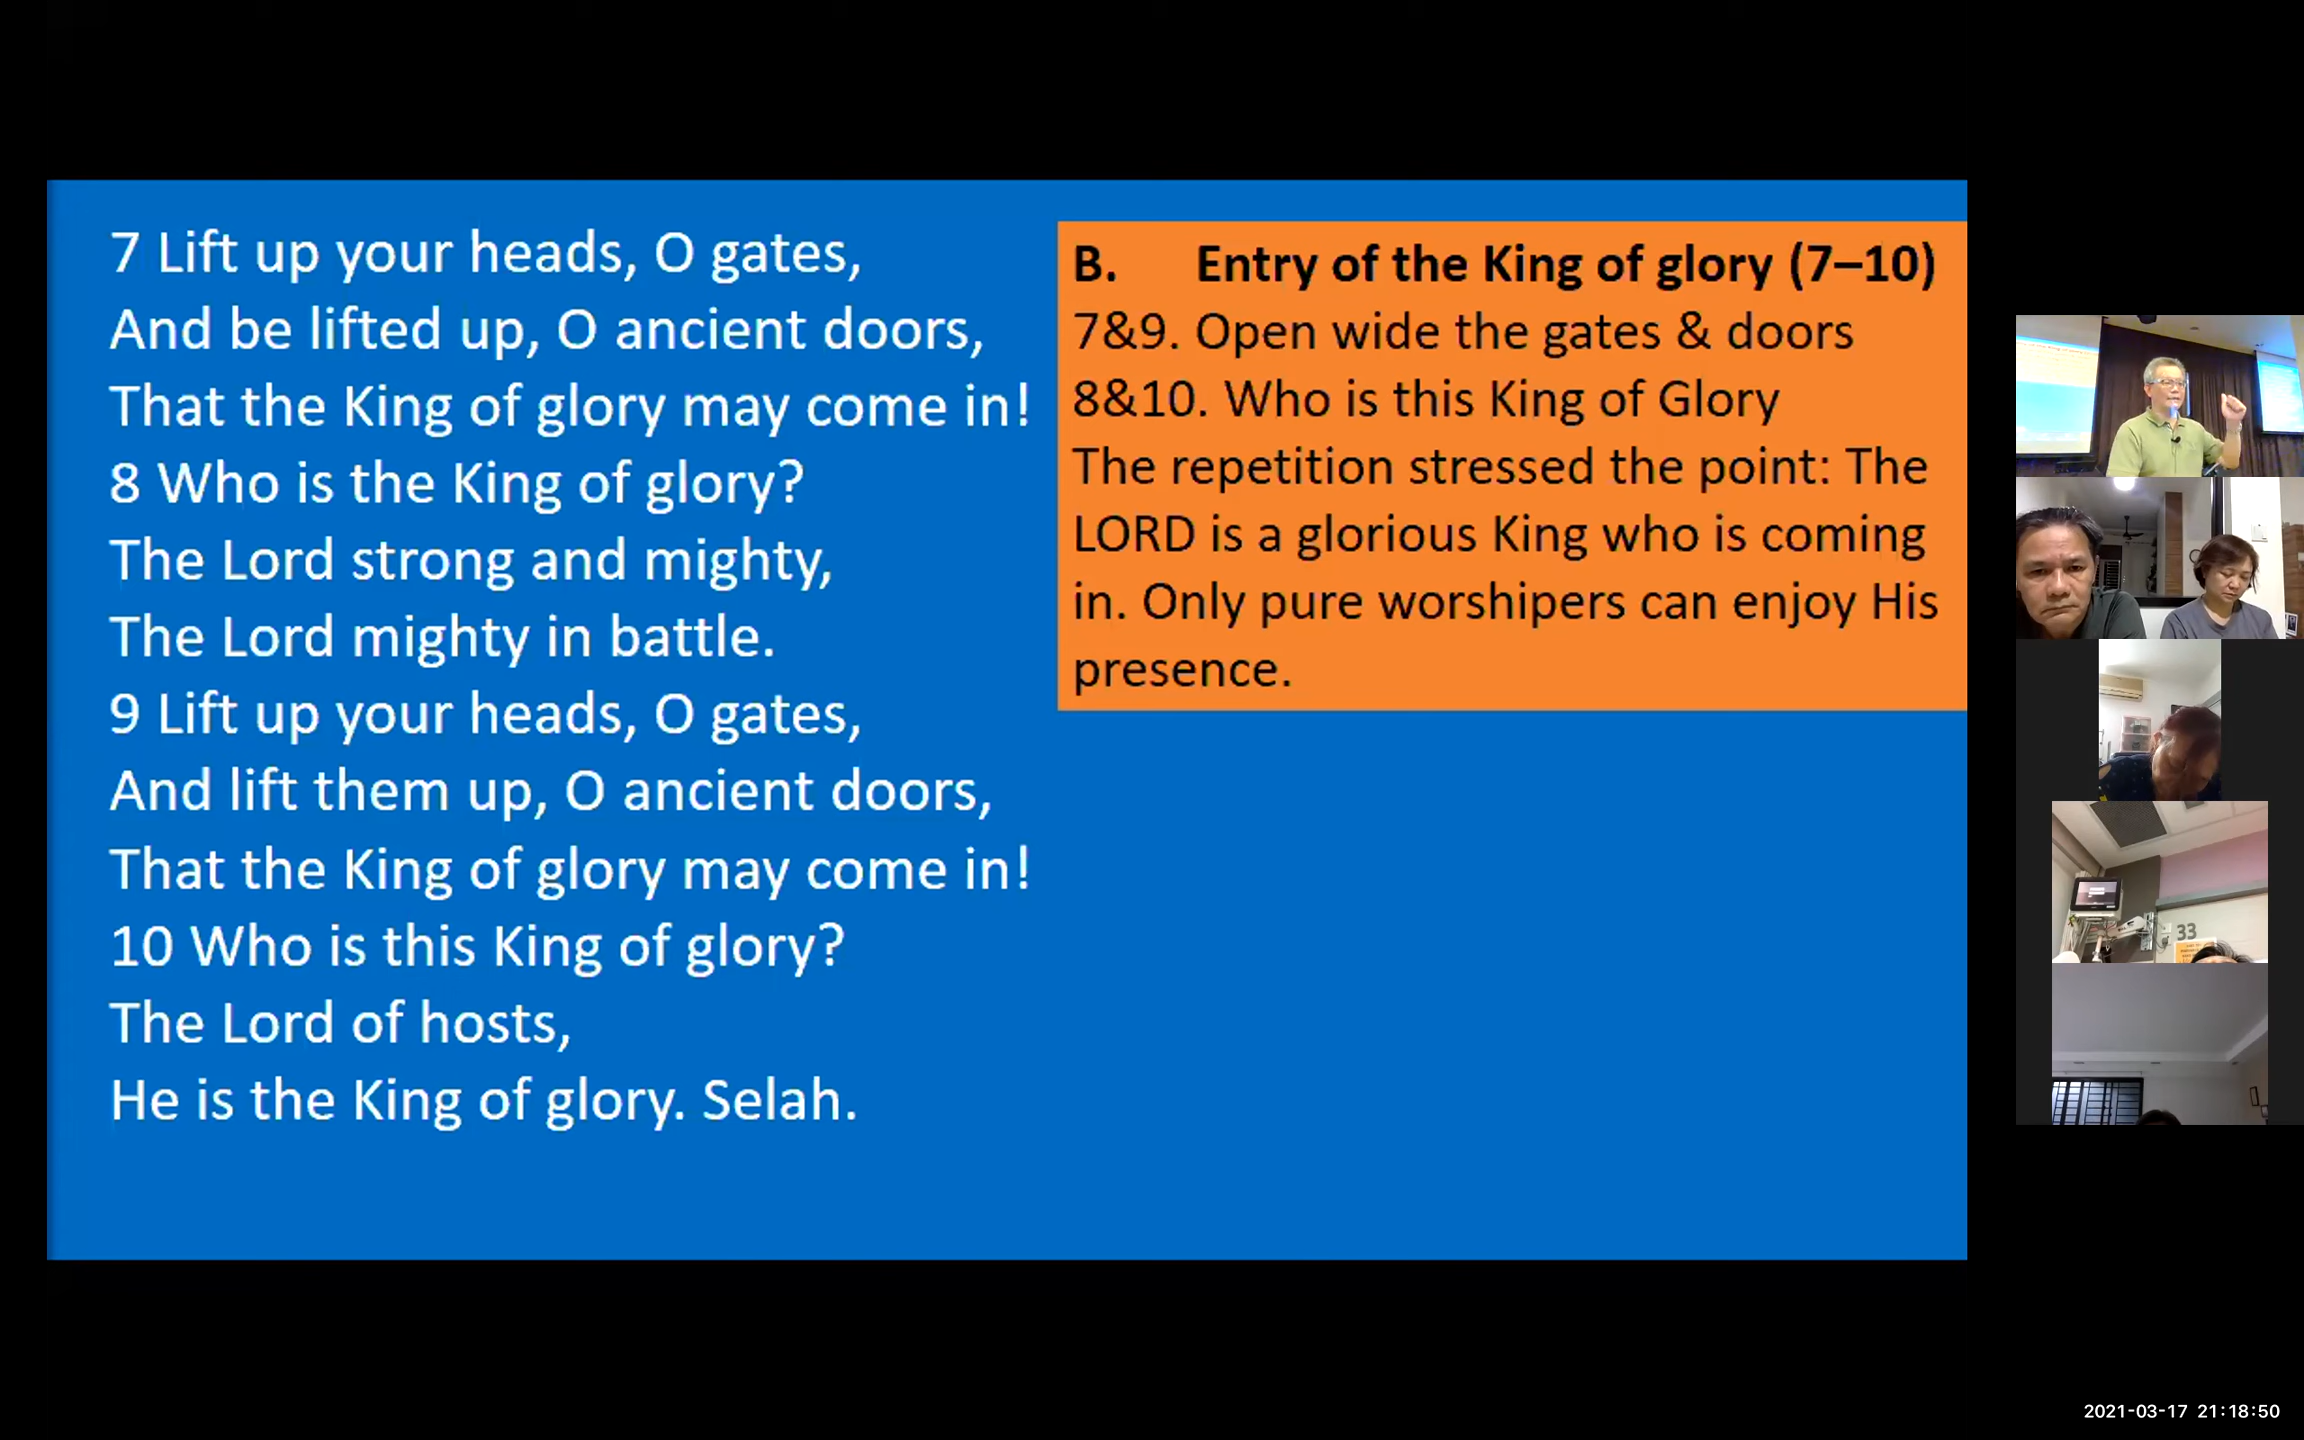 7 Lift up your heads, O gates,
And be lifted up, O ancient doors,
That the King of glory may come in!
8 Who is the King of glory?
The Lord strong and mighty,
The Lord mighty in battle.
9 Lift up your heads, O gates,
And lift them up, O ancient doors,
That the King of glory may come in!
10 Who is this King of glory?
The Lord of hosts,
He is the King of glory. Selah.
B. Entry of the King of glory (7–10)
7&9. Open wide the gates & doors
8&10. Who is this King of Glory
The repetition stressed the point: The
LORD is a glorious King who is coming
in. Only pure worshipers can enjoy His
presence.
33
2021-03-17 21:18:50